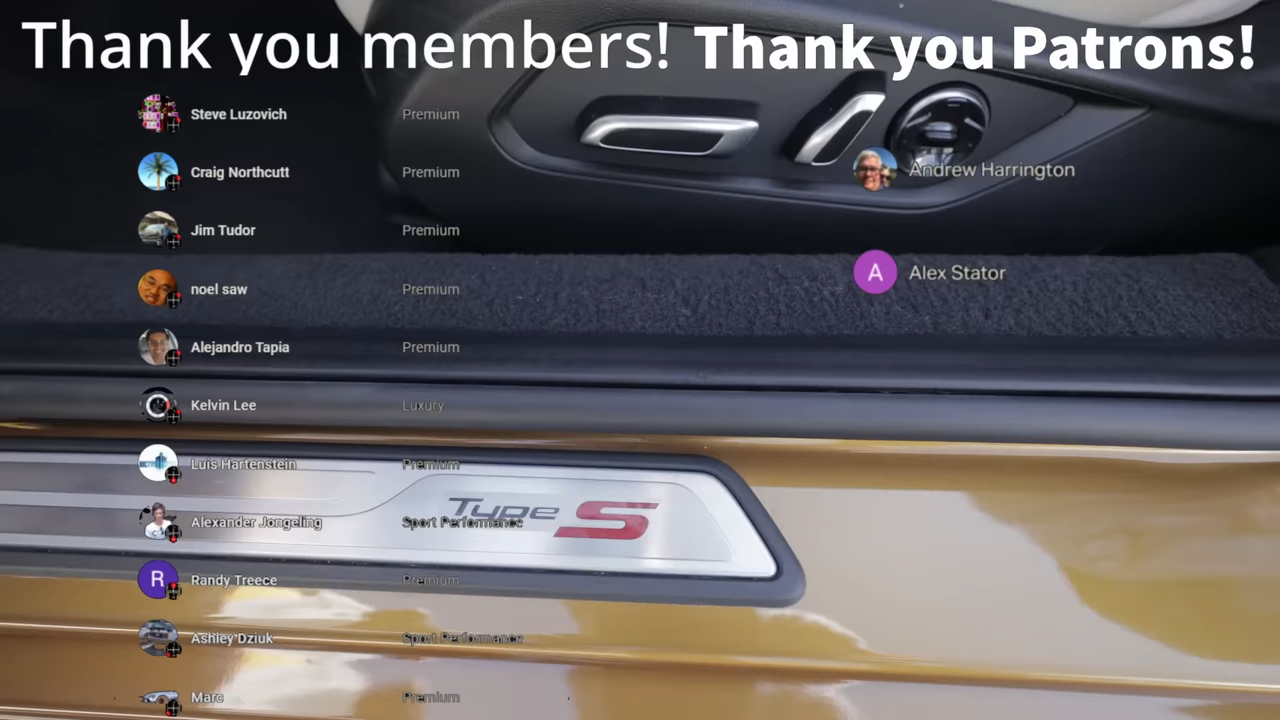 Thank you members! Thank you Patrons!
Steve Luzovich Premium
Craig Northcutt Premium
Andrew Harrington
Jim Tudor Premium
Alex Stator
noel saw Premium
Alejandro Tapia Premium
Kelvin Lee Luxury
Luis Hartenstein Premium
Alexander Jongeling Sport Performance
Type S
R Randy Treece Premium
Ashley Dziuk Sport Performance
Marc Premium
A